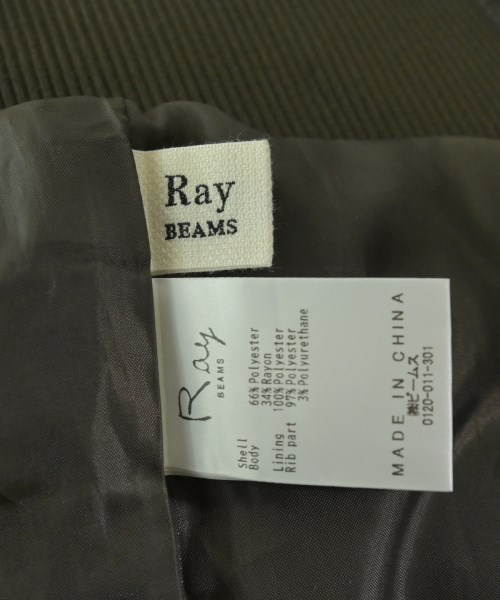 Ray
BEAMS
Ray
BEAMS
Shell
Body 66% Polyester
34% Rayon
Lining 100% Polyester
Rib part 97% Polyester
3% Polyurethane
MADE IN CHINA
㈱ビームス
0120-011-301